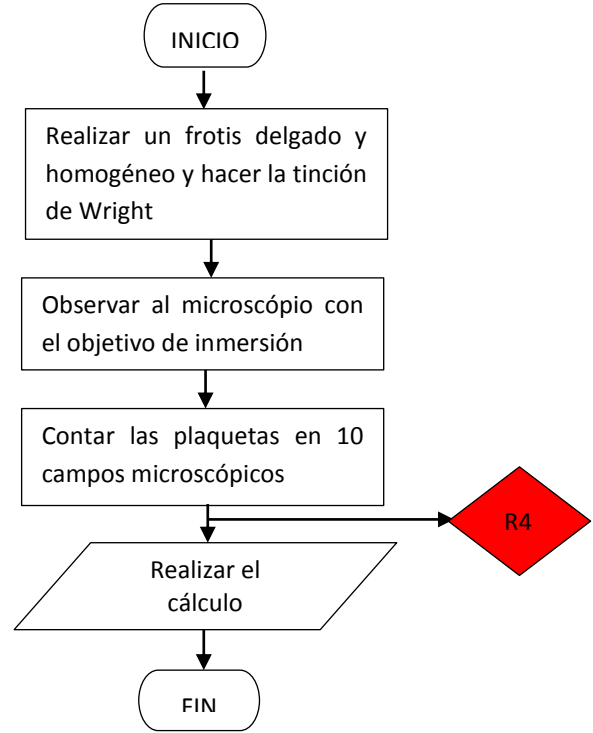 INICIO
Realizar un frotis delgado y
homogéneo y hacer la tinción
de Wright
Observar al microscópio con
el objetivo de inmersión
Contar las plaquetas en 10
campos microscópicos
R4
Realizar el
cálculo
FIN